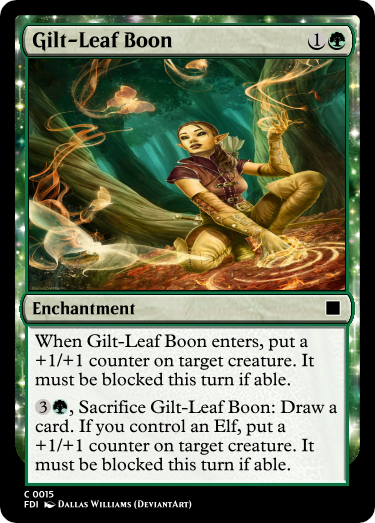 Gilt-Leaf Boon 1
Enchantment
When Gilt-Leaf Boon enters, put a
+1/+1 counter on target creature. It
must be blocked this turn if able.
3, Sacrifice Gilt-Leaf Boon: Draw a
card. If you control an Elf, put a
+1/+1 counter on target creature. It
must be blocked this turn if able.
C 0015
FDI Dallas Williams (DeviantArt)